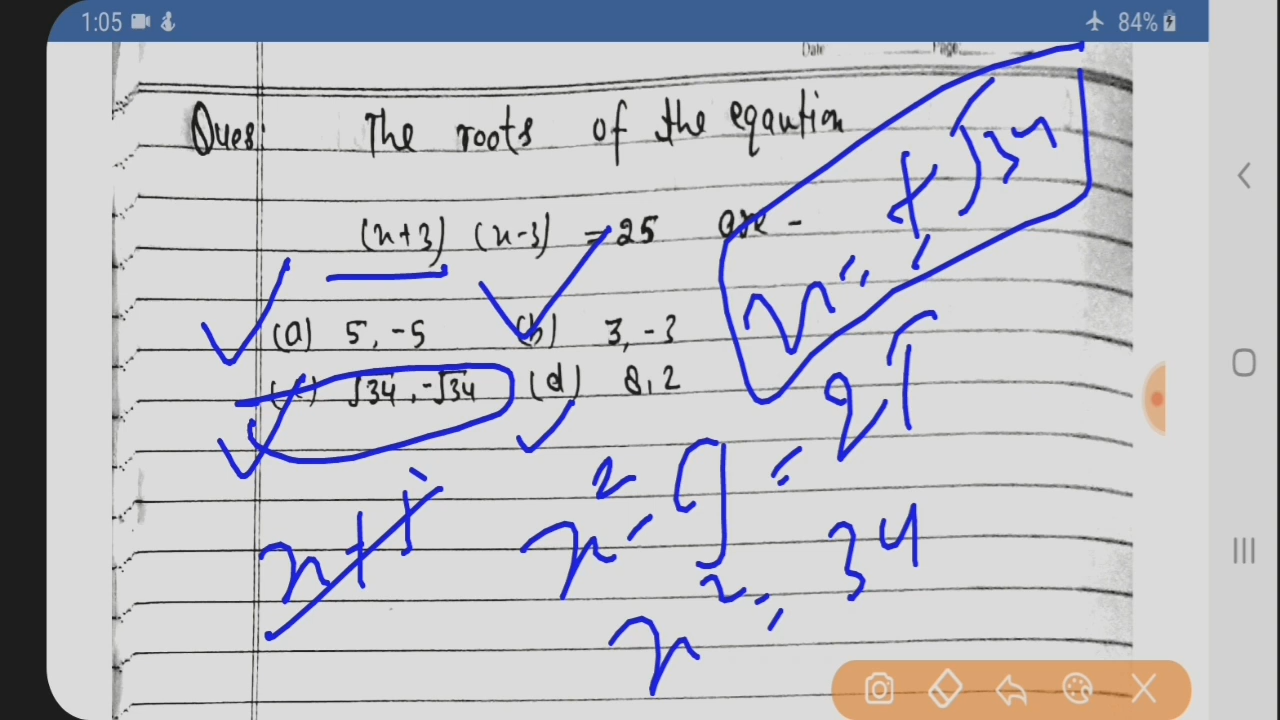 1:05 84%
Date Page
Ques: The roots of the eqaution
(x+3) (x-3) = 25 are -
(a) 5, -5 (b) 3, -3
(c) √34, -√34 (d) 8, 2
x = ± √34
x² - 9 = 25
x² = 34